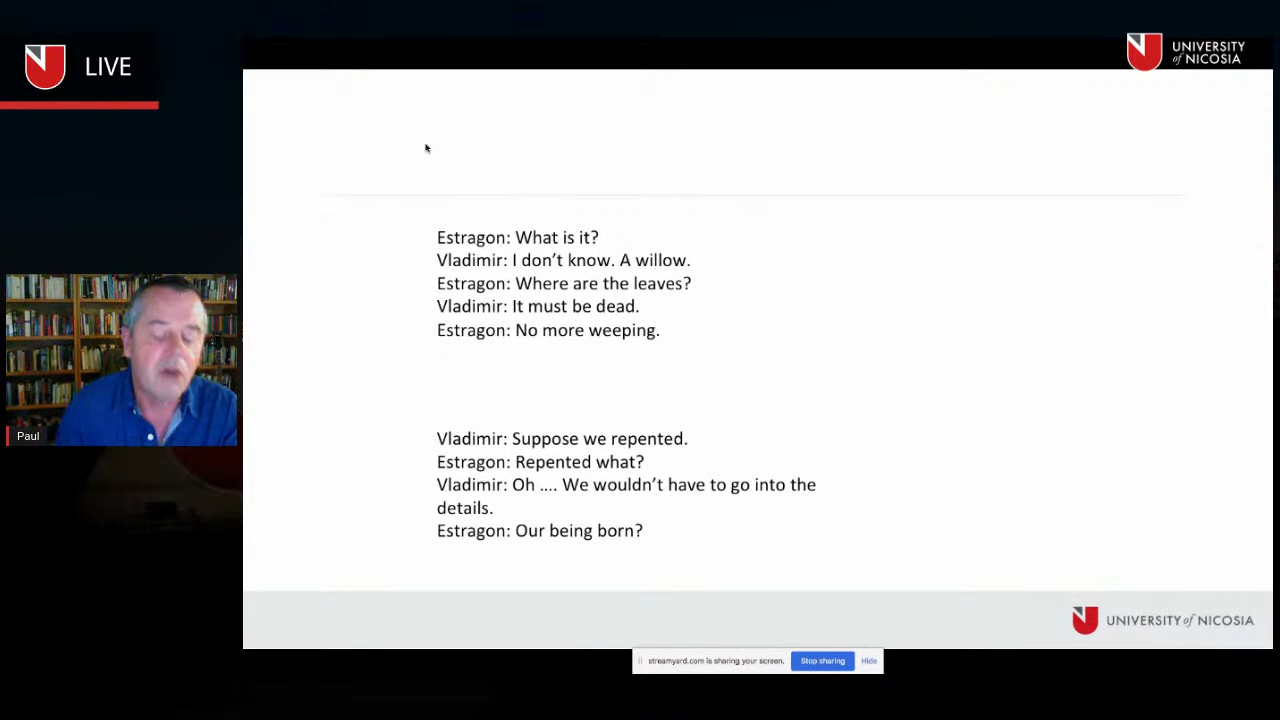 LIVE
UNIVERSITY
of NICOSIA
Estragon: What is it?
Vladimir: I don’t know. A willow.
Estragon: Where are the leaves?
Vladimir: It must be dead.
Estragon: No more weeping.
Vladimir: Suppose we repented.
Estragon: Repented what?
Vladimir: Oh .... We wouldn’t have to go into the
details.
Estragon: Our being born?
Paul
UNIVERSITY of NICOSIA
streamyard.com is sharing your screen. Stop sharing Hide